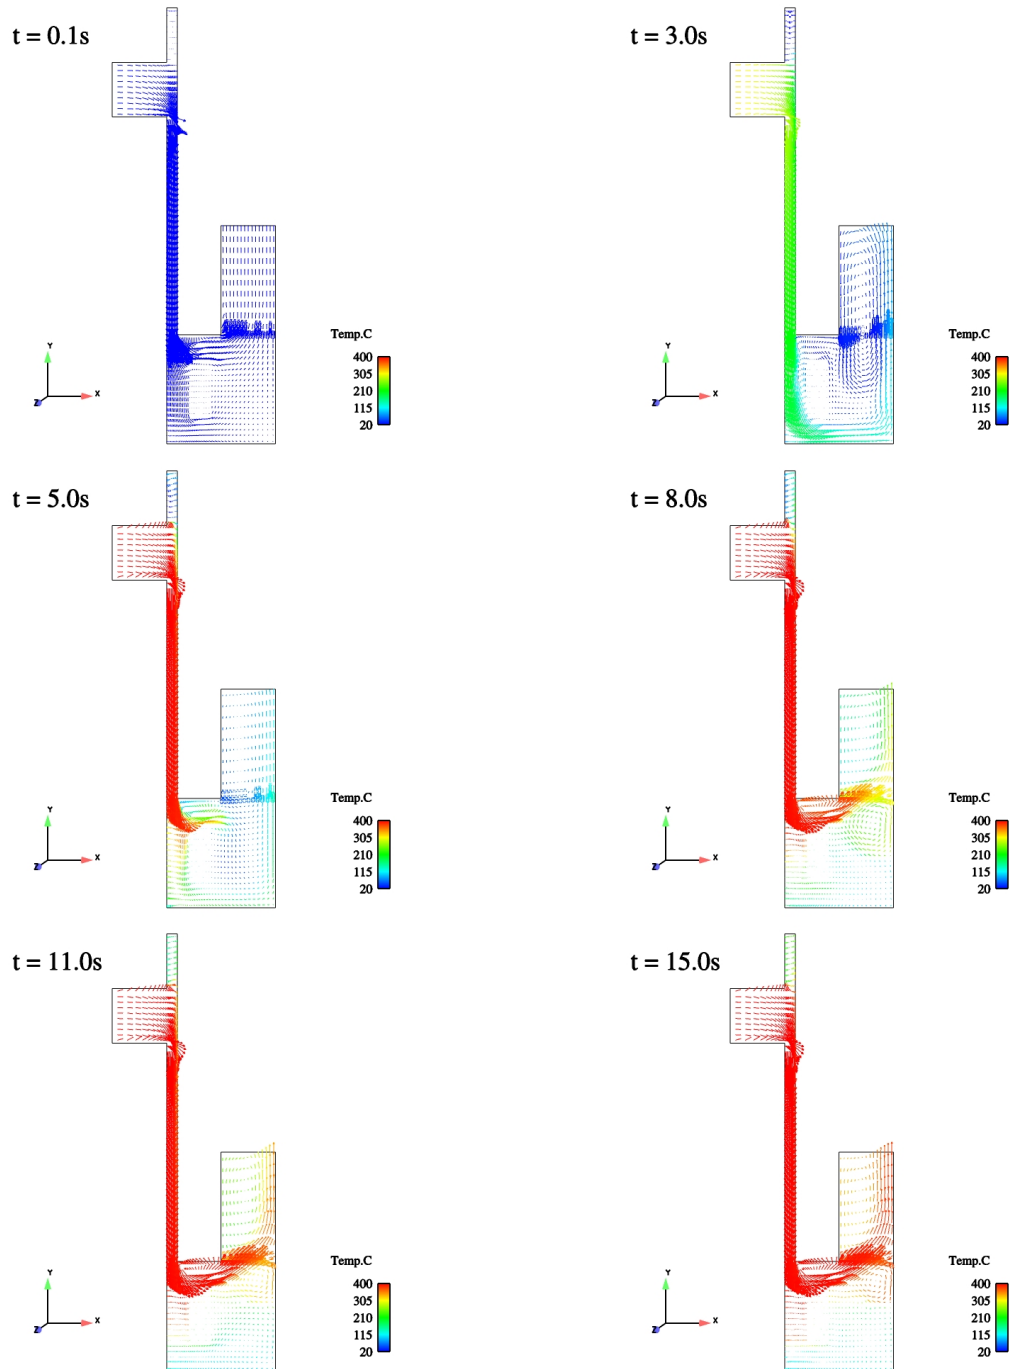 t = 0.1s
Temp.C
400
305
210
115
20
Y
Z
X
t = 3.0s
Temp.C
400
305
210
115
20
Y
Z
X
t = 5.0s
Temp.C
400
305
210
115
20
Y
Z
X
t = 8.0s
Temp.C
400
305
210
115
20
Y
Z
X
t = 11.0s
Temp.C
400
305
210
115
20
Y
Z
X
t = 15.0s
Temp.C
400
305
210
115
20
Y
Z
X